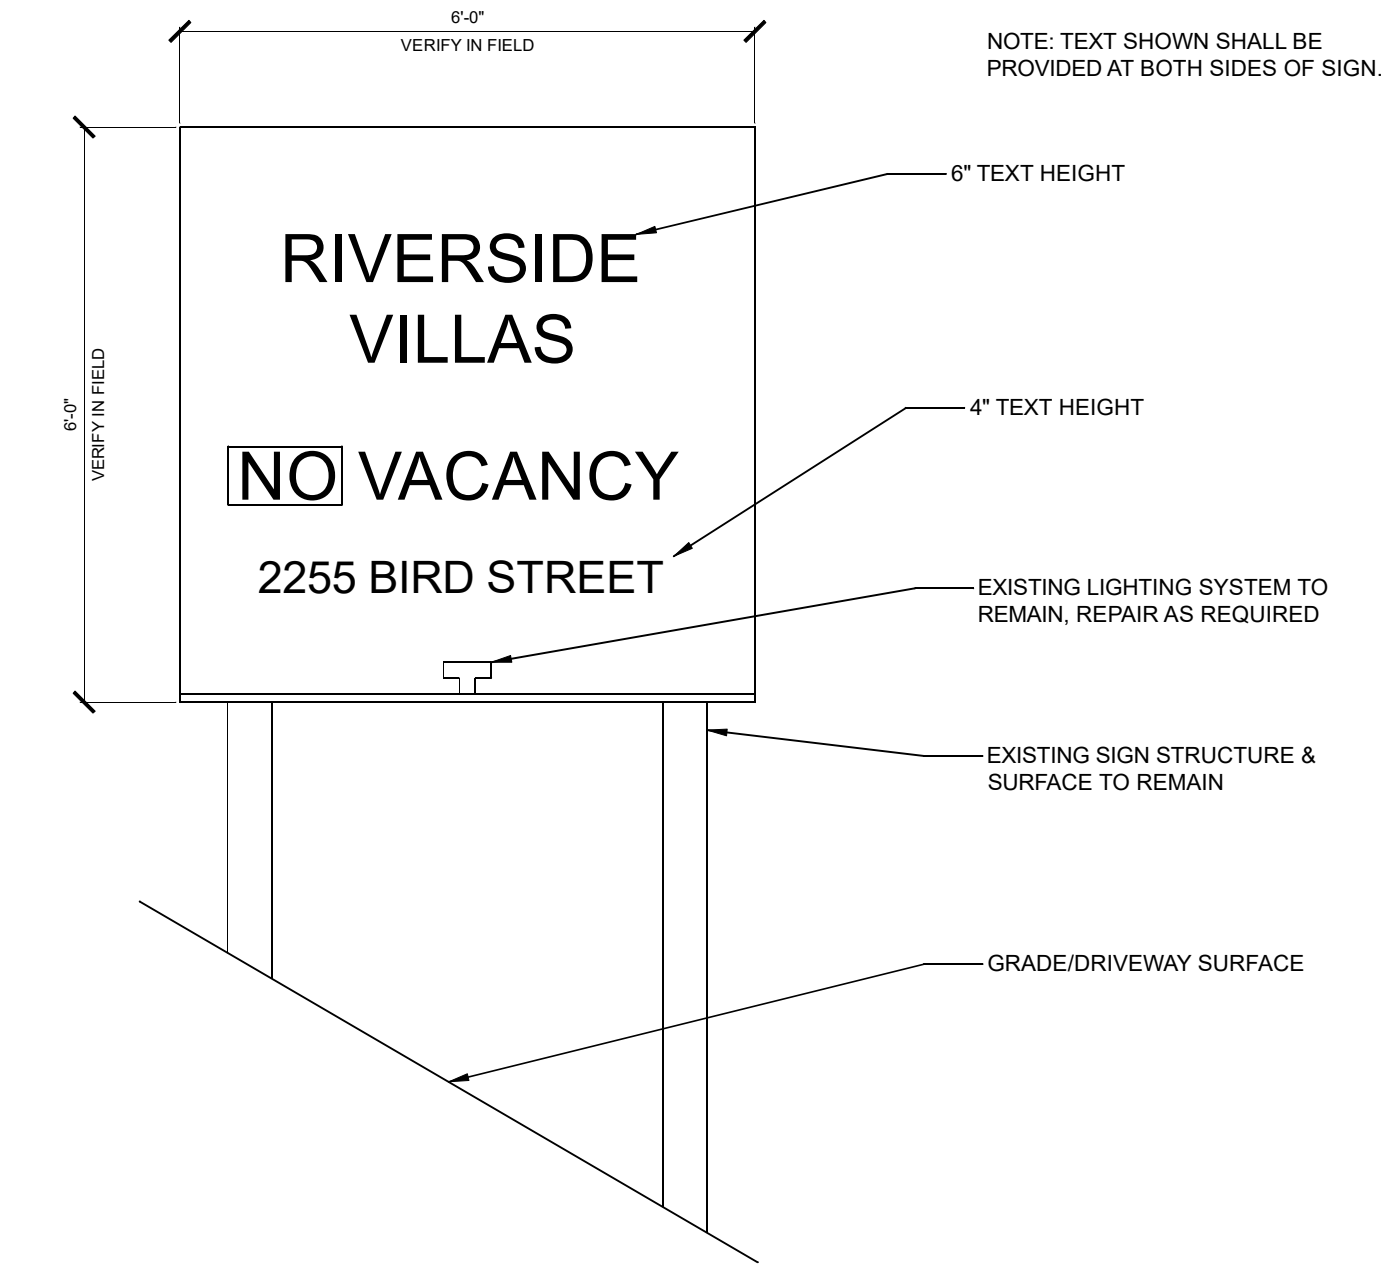 6'-0"
VERIFY IN FIELD
NOTE: TEXT SHOWN SHALL BE
PROVIDED AT BOTH SIDES OF SIGN.
6" TEXT HEIGHT
RIVERSIDE
VILLAS
6'-0"
VERIFY IN FIELD
4" TEXT HEIGHT
NO VACANCY
2255 BIRD STREET
EXISTING LIGHTING SYSTEM TO
REMAIN, REPAIR AS REQUIRED
EXISTING SIGN STRUCTURE &
SURFACE TO REMAIN
GRADE/DRIVEWAY SURFACE